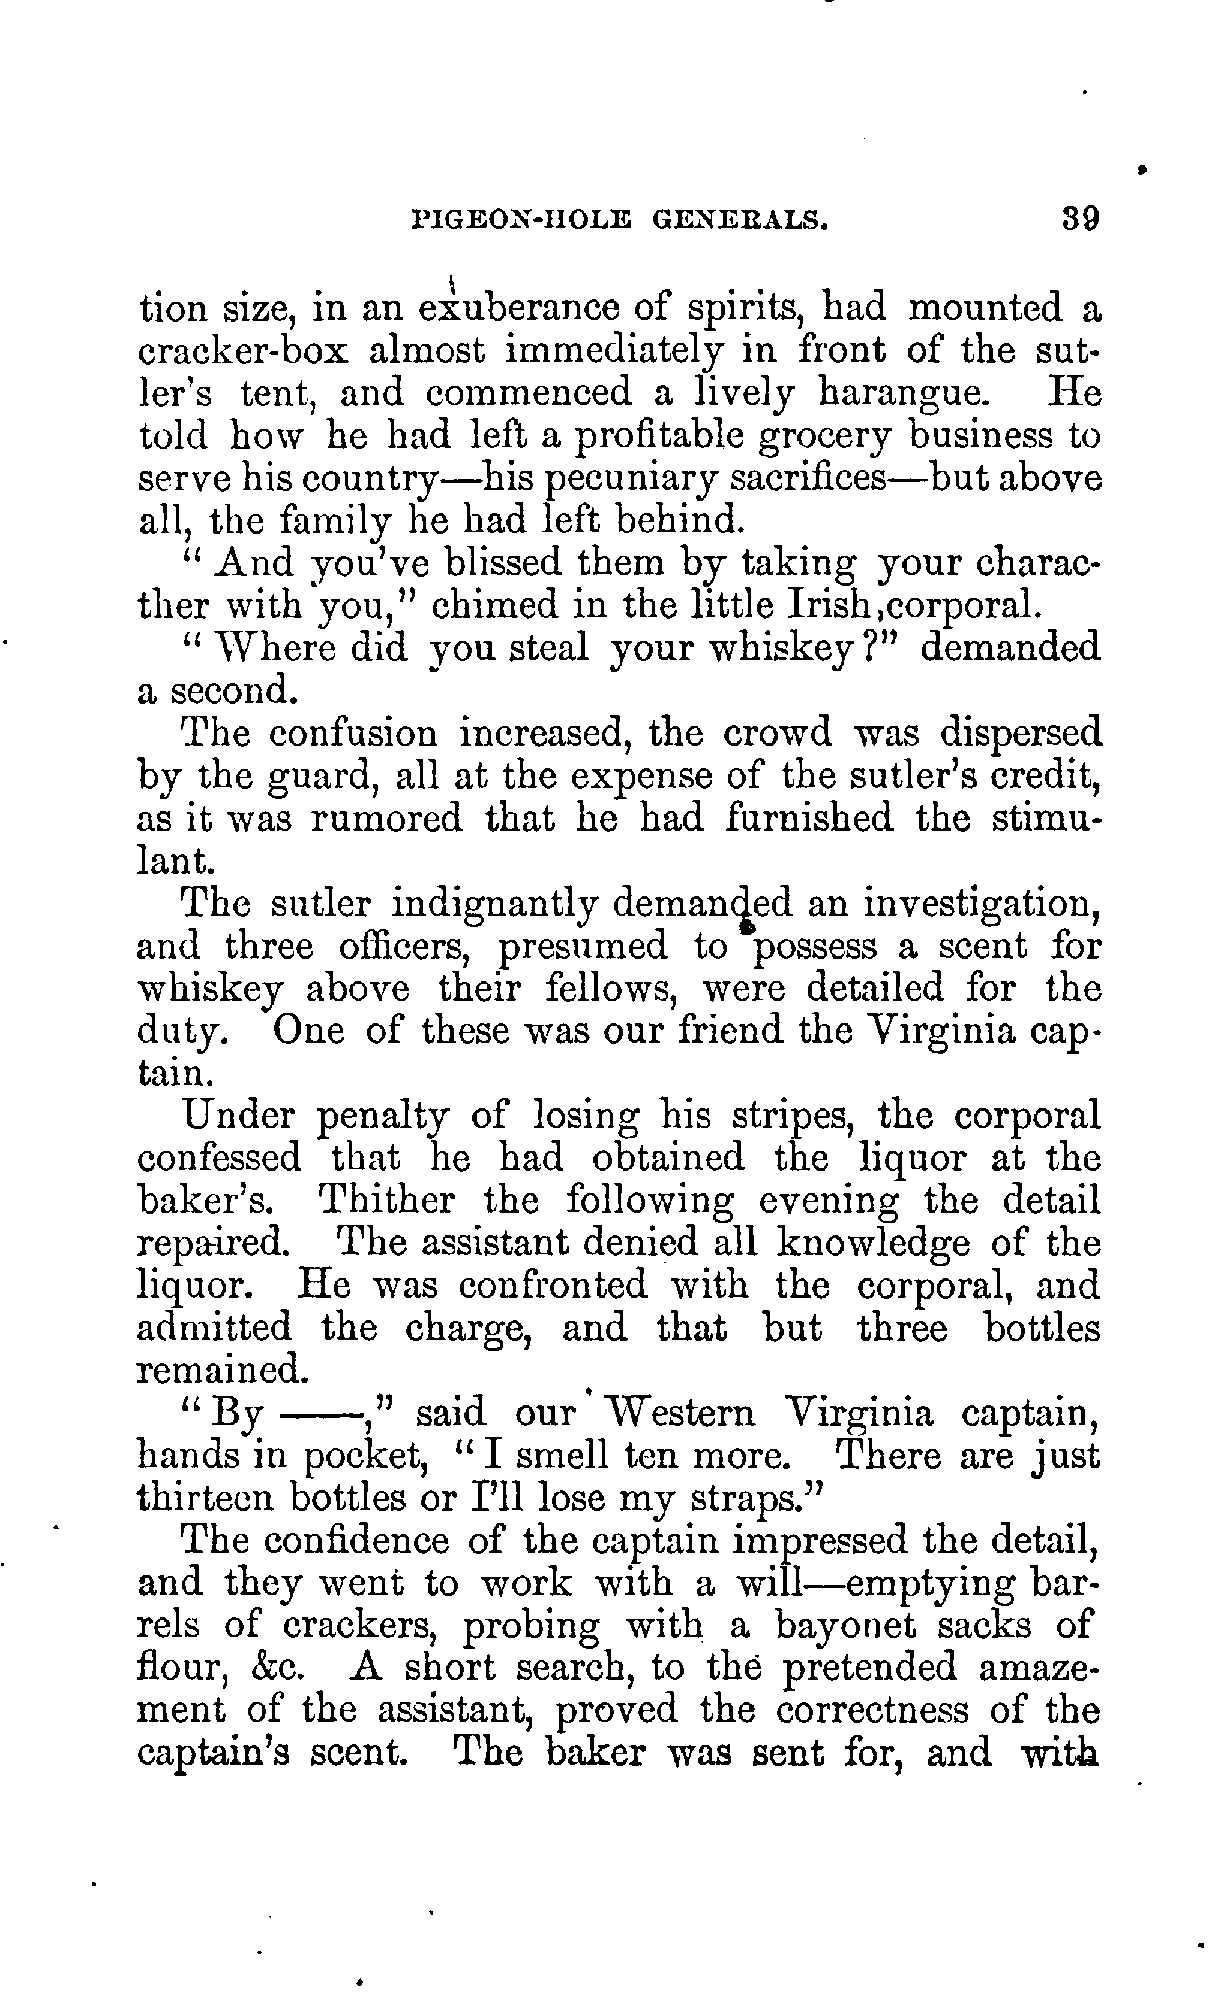 PIGEON-HOLE GENERALS. 39
tion size, in an exuberance of spirits, had mounted a
cracker-box almost immediately in front of the sut-
ler's tent, and commenced a lively harangue. He
told how he had left a profitable grocery business to
serve his country—his pecuniary sacrifices—but above
all, the family he had left behind.
" And you've blissed them by taking your charac-
ther with you," chimed in the little Irish corporal.
" Where did you steal your whiskey ?" demanded
a second.
The confusion increased, the crowd was dispersed
by the guard, all at the expense of the sutler's credit,
as it was rumored that he had furnished the stimu-
lant.
The sutler indignantly demanded an investigation,
and three officers, presumed to possess a scent for
whiskey above their fellows, were detailed for the
duty. One of these was our friend the Virginia cap-
tain.
Under penalty of losing his stripes, the corporal
confessed that he had obtained the liquor at the
baker's. Thither the following evening the detail
repaired. The assistant denied all knowledge of the
liquor. He was confronted with the corporal, and
admitted the charge, and that but three bottles
remained.
" By ——," said our Western Virginia captain,
hands in pocket, " I smell ten more. There are just
thirteen bottles or I'll lose my straps."
The confidence of the captain impressed the detail,
and they went to work with a will—emptying bar-
rels of crackers, probing with a bayonet sacks of
flour, &c. A short search, to the pretended amaze-
ment of the assistant, proved the correctness of the
captain's scent. The baker was sent for, and with